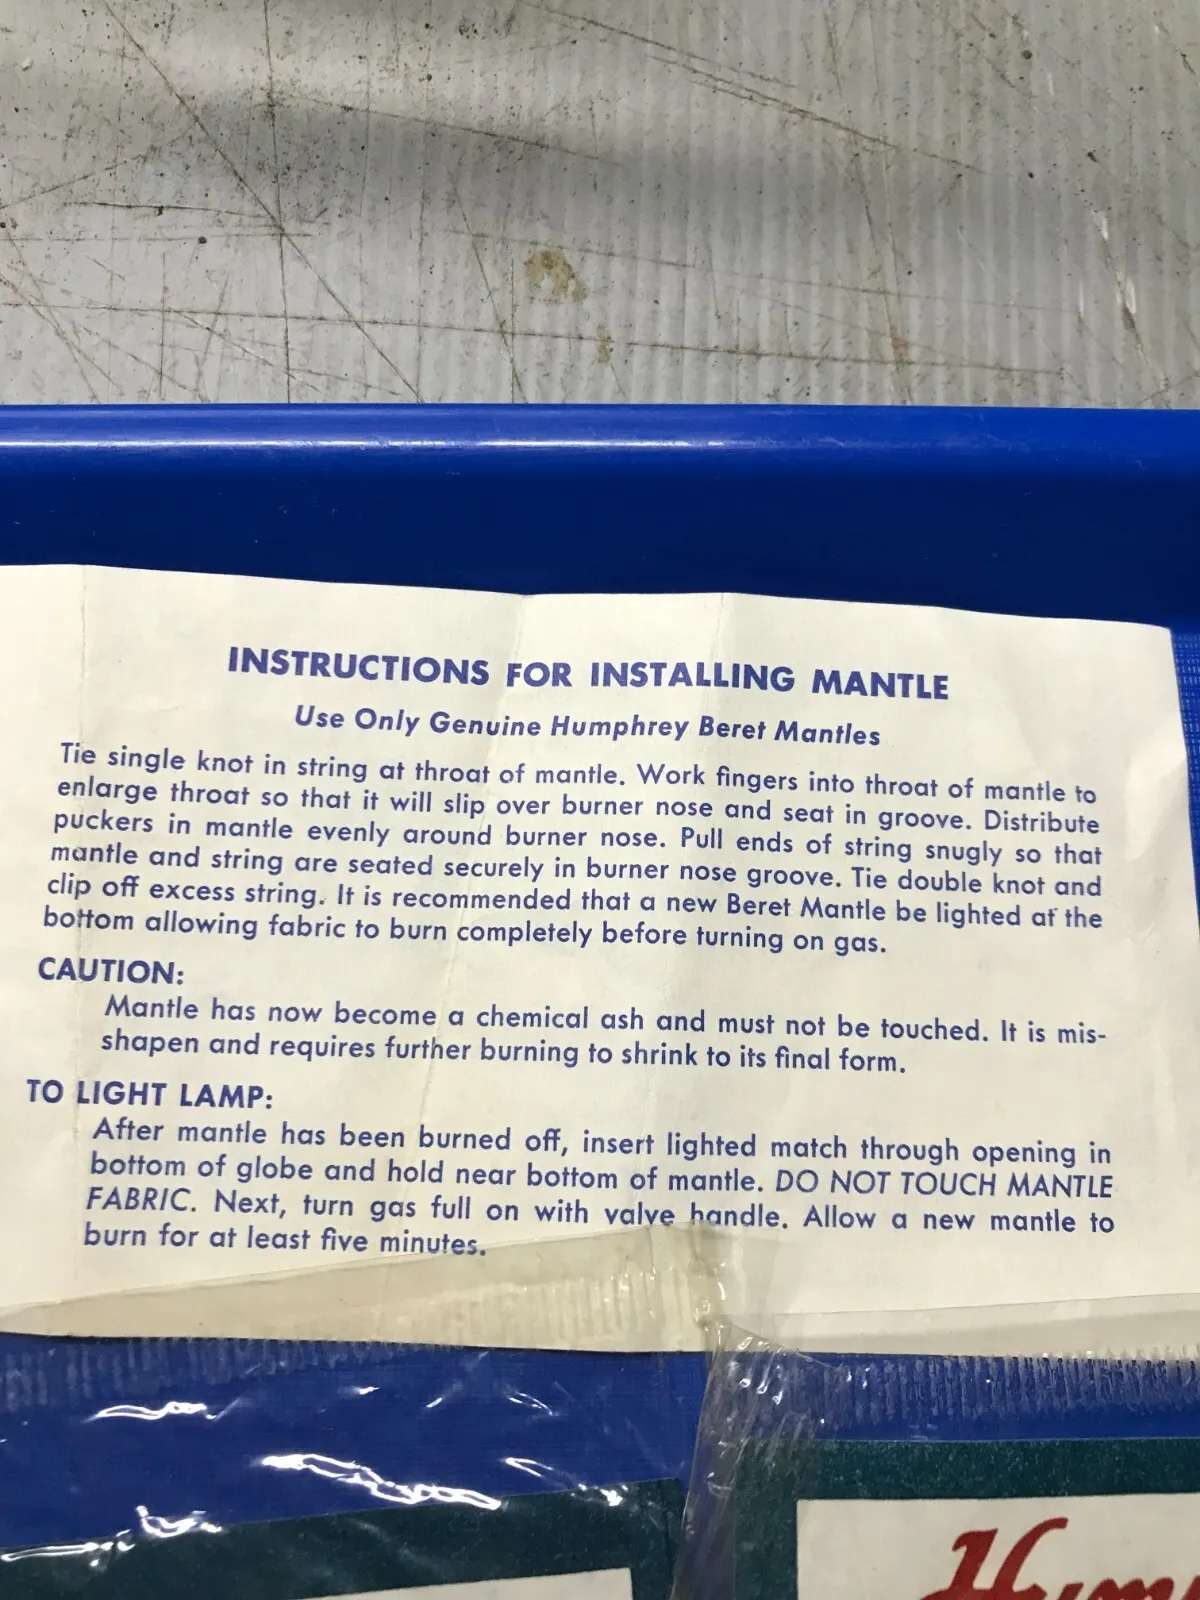 INSTRUCTIONS FOR INSTALLING MANTLE
Use Only Genuine Humphrey Beret Mantles
Tie single knot in string at throat of mantle. Work fingers into throat of mantle to
enlarge throat so that it will slip over burner nose and seat in groove. Distribute
puckers in mantle evenly around burner nose. Pull ends of string snugly so that
mantle and string are seated securely in burner nose groove. Tie double knot and
clip off excess string. It is recommended that a new Beret Mantle be lighted at the
bottom allowing fabric to burn completely before turning on gas.
CAUTION:
Mantle has now become a chemical ash and must not be touched. It is mis-
shapen and requires further burning to shrink to its final form.
TO LIGHT LAMP:
After mantle has been burned off, insert lighted match through opening in
bottom of globe and hold near bottom of mantle. DO NOT TOUCH MANTLE
FABRIC. Next, turn gas full on with valve handle. Allow a new mantle to
burn for at least five minutes.